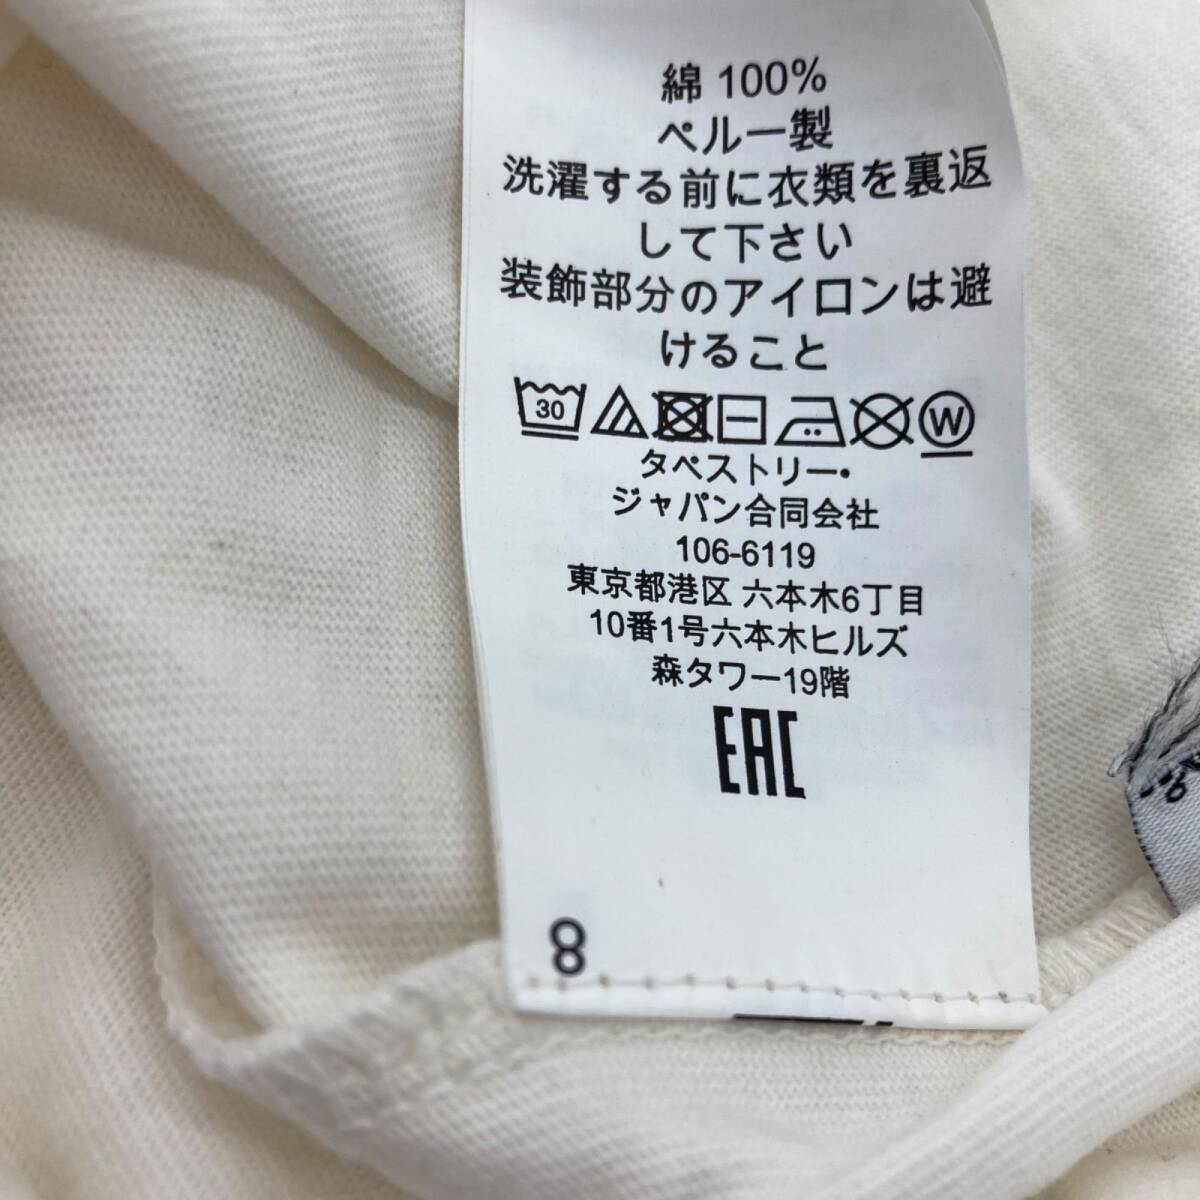 綿 100%
ペルー製
洗濯する前に衣類を裏返
して下さい
装飾部分のアイロンは避
けること
30
W
タペストリー・
ジャパン合同会社
106-6119
東京都港区 六本木6丁目
10番1号六本木ヒルズ
森タワー19階
EAC
8